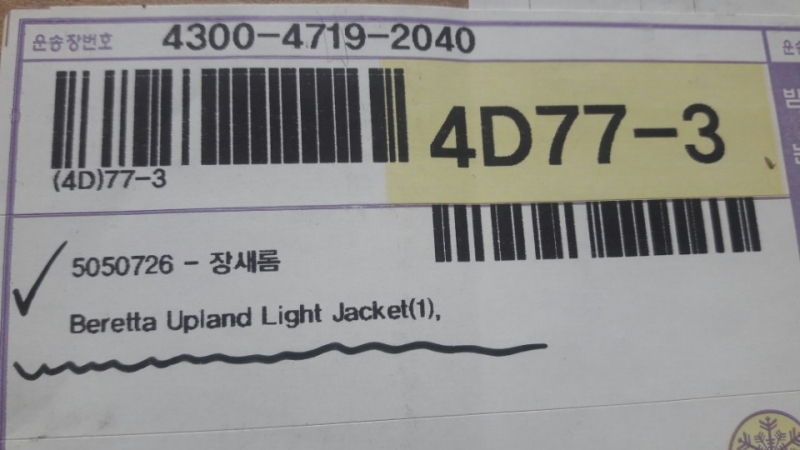 운송장번호 4300-4719-2040
4D77-3
(4D)77-3
5050726 - 장새롬
Beretta Upland Light Jacket(1),